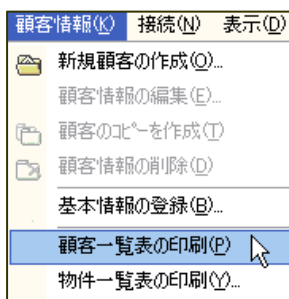 顧客情報(K) 接続(N) 表示(D)
新規顧客の作成(O)...
顧客情報の編集(E)...
顧客のｺﾋﾟｰを作成(T)
顧客情報の削除(D)
基本情報の登録(B)...
顧客一覧表の印刷(P)
物件一覧表の印刷(Y)...